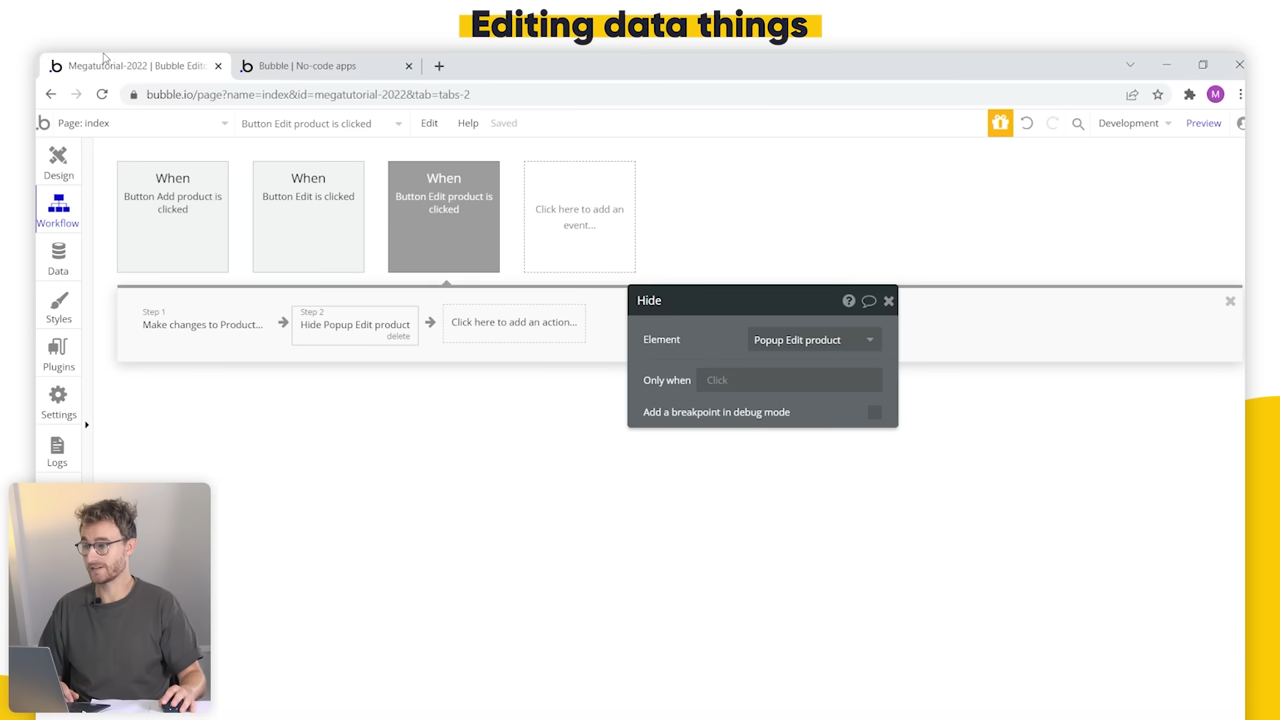 Editing data things
Megatutorial-2022 | Bubble Edito
Bubble | No-code apps
bubble.io/page?name=index&id=megatutorial-2022&tab=tabs-2
M
Page: index
Button Edit product is clicked
Edit
Help
Saved
Development
Preview
Design
Workflow
Data
Styles
Plugins
Settings
Logs
When
Button Add product is
clicked
When
Button Edit is clicked
When
Button Edit product is
clicked
Click here to add an
event...
Step 1
Make changes to Product...
Step 2
Hide Popup Edit product
delete
Click here to add an action...
Hide
Element
Popup Edit product
Only when
Click
Add a breakpoint in debug mode